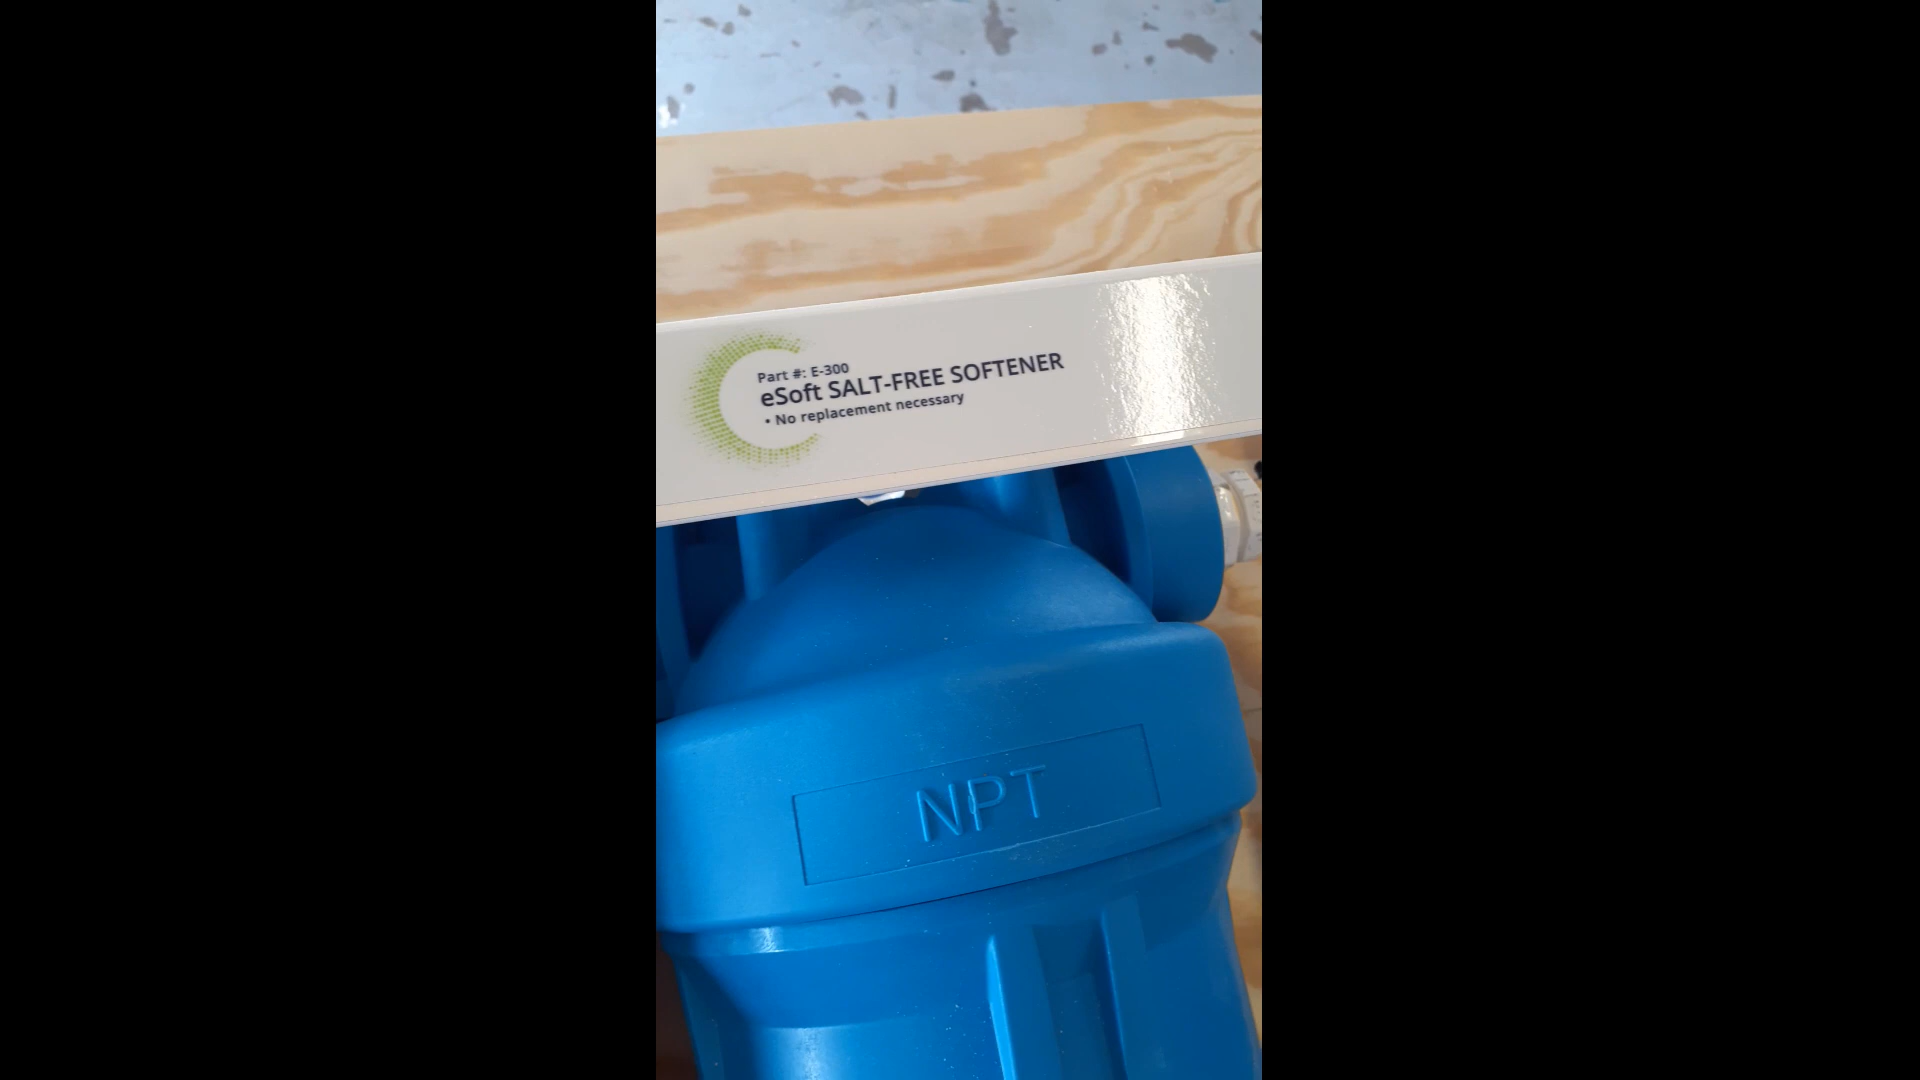 Part #: E-300
eSoft SALT-FREE SOFTENER
• No replacement necessary
NPT